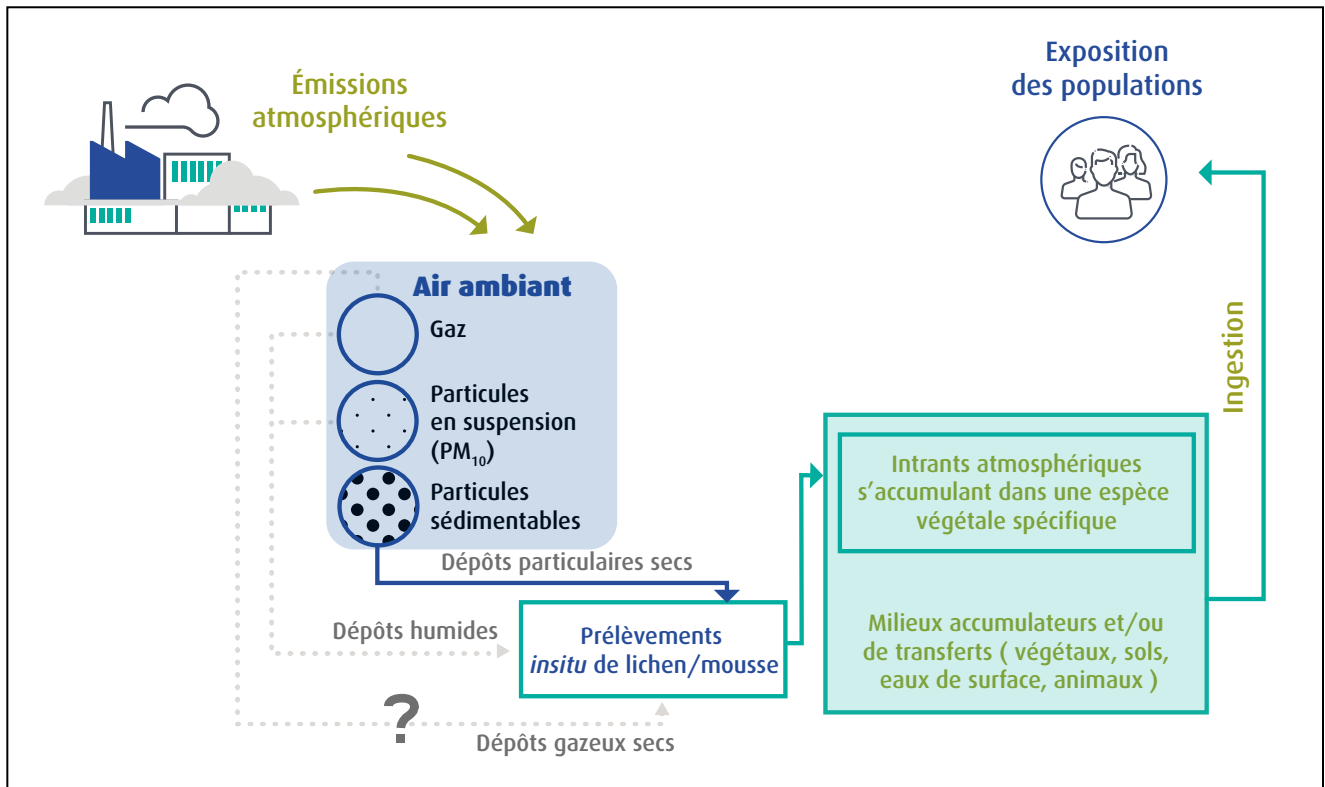 Émissions
atmosphériques
Exposition
des populations
Air ambiant
Gaz
Particules
en suspension
(PM10)
Particules
sédimentables
Dépôts particulaires secs
Dépôts humides
Prélèvements
insitu de lichen/mousse
?
Dépôts gazeux secs
Intrants atmosphériques
s’accumulant dans une espèce
végétale spécifique
Milieux accumulateurs et/ou
de transferts ( végétaux, sols,
eaux de surface, animaux )
Ingestion